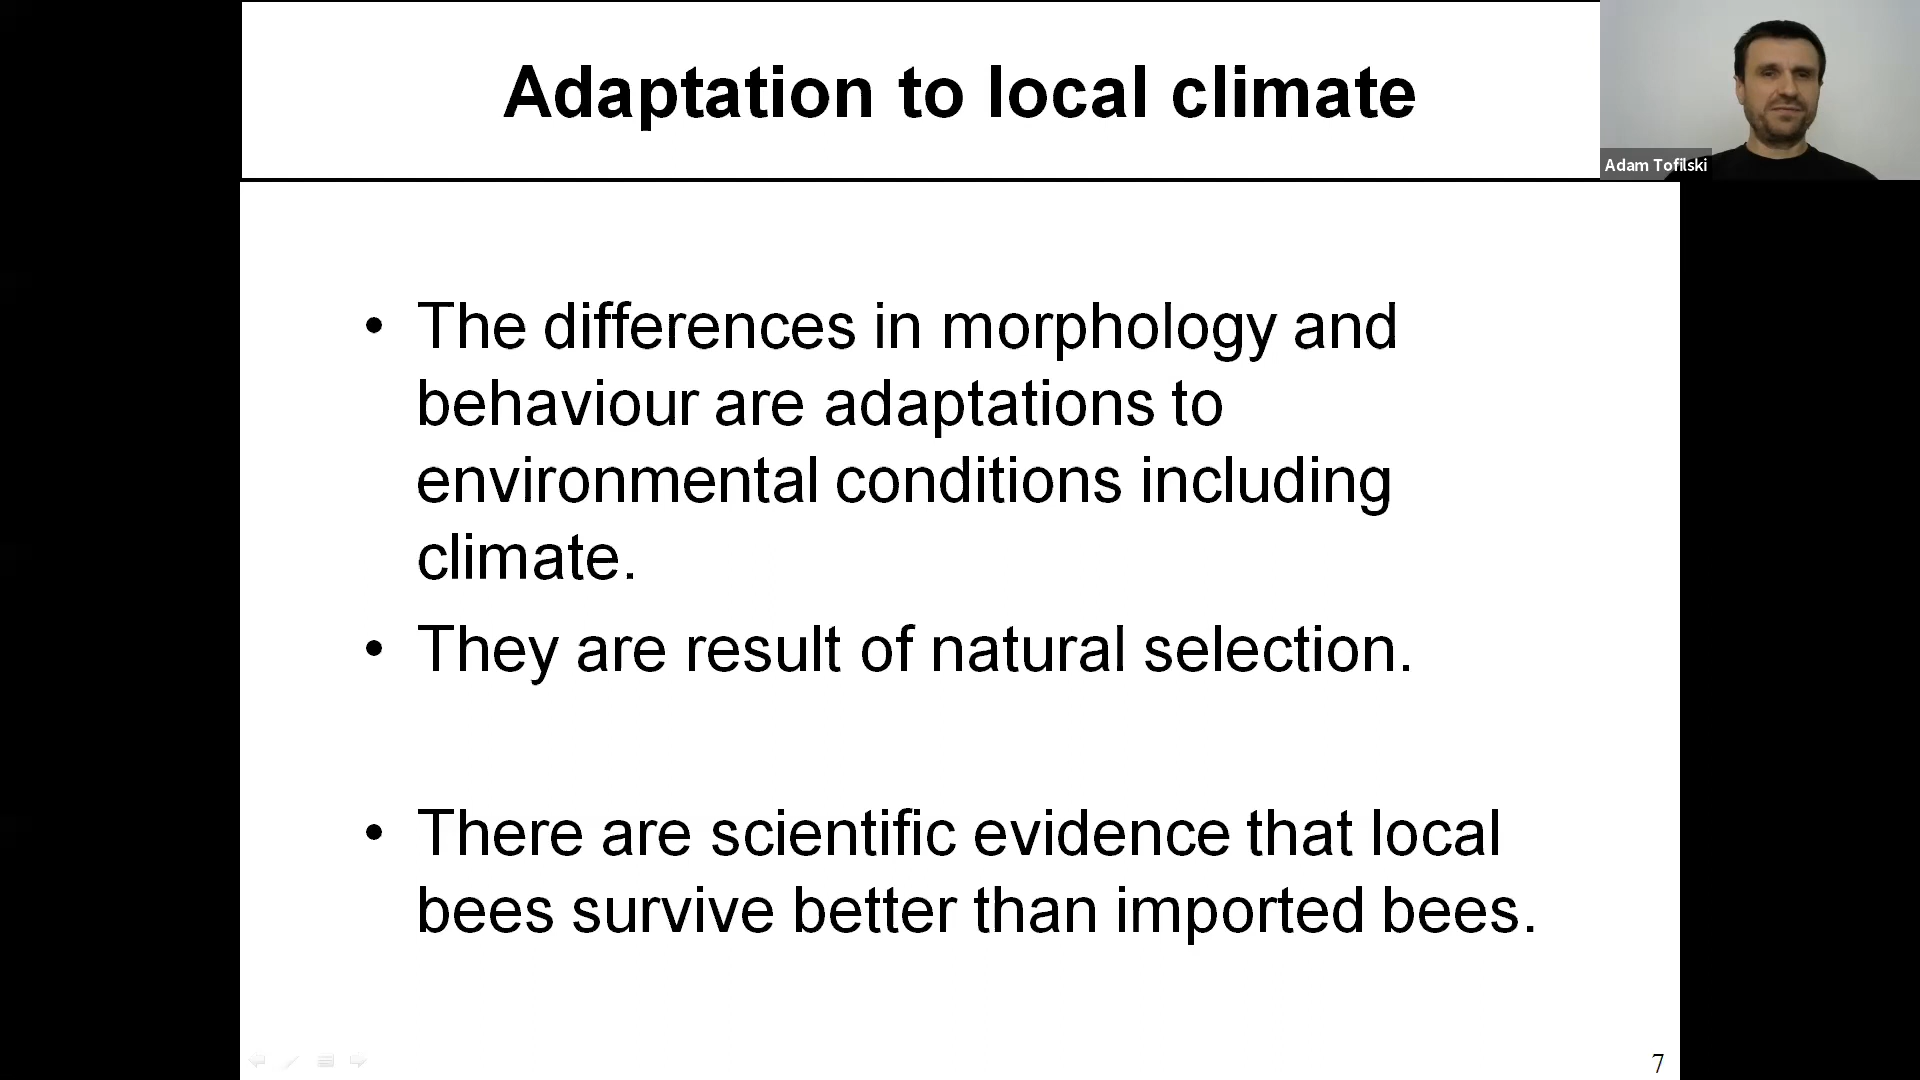 Adaptation to local climate
Adam Tofilski
• The differences in morphology and
behaviour are adaptations to
environmental conditions including
climate.
• They are result of natural selection.
• There are scientific evidence that local
bees survive better than imported bees.
7